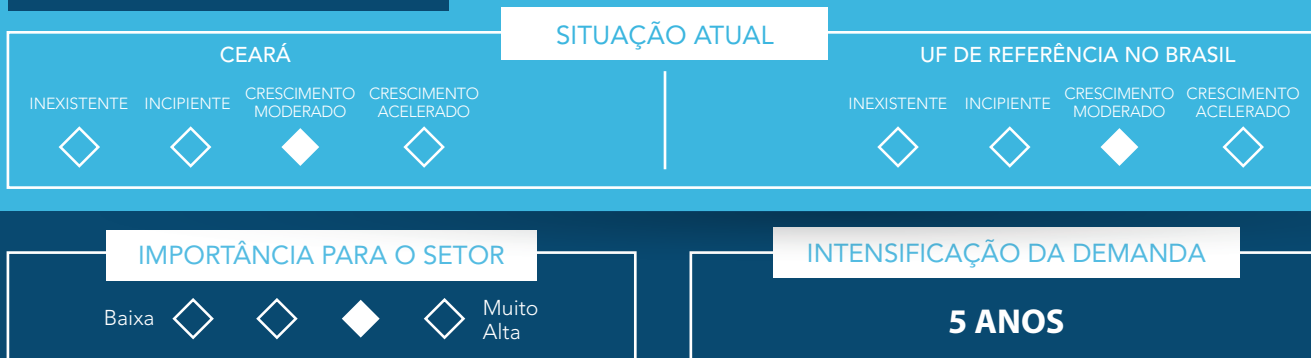 SITUAÇÃO ATUAL
CEARÁ
INEXISTENTE
INCIPIENTE
CRESCIMENTO
MODERADO
CRESCIMENTO
ACELERADO
UF DE REFERÊNCIA NO BRASIL
INEXISTENTE
INCIPIENTE
CRESCIMENTO
MODERADO
CRESCIMENTO
ACELERADO
IMPORTÂNCIA PARA O SETOR
Baixa
Muito
Alta
INTENSIFICAÇÃO DA DEMANDA
5 ANOS